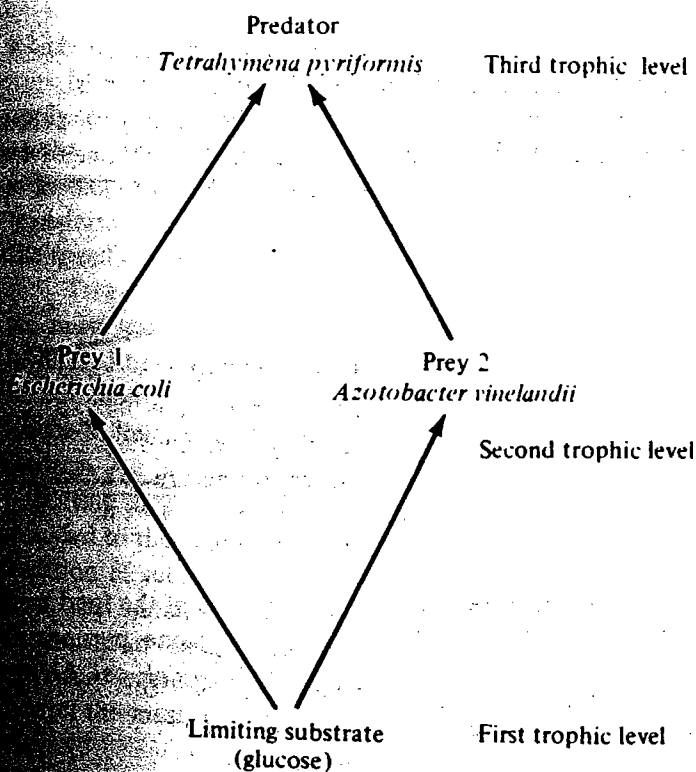 Predator
Tetrahymena pyriformis Third trophic level
Prey 1 Prey 2
Escherichia coli Azotobacter vinelandii
Second trophic level
Limiting substrate First trophic level
(glucose)